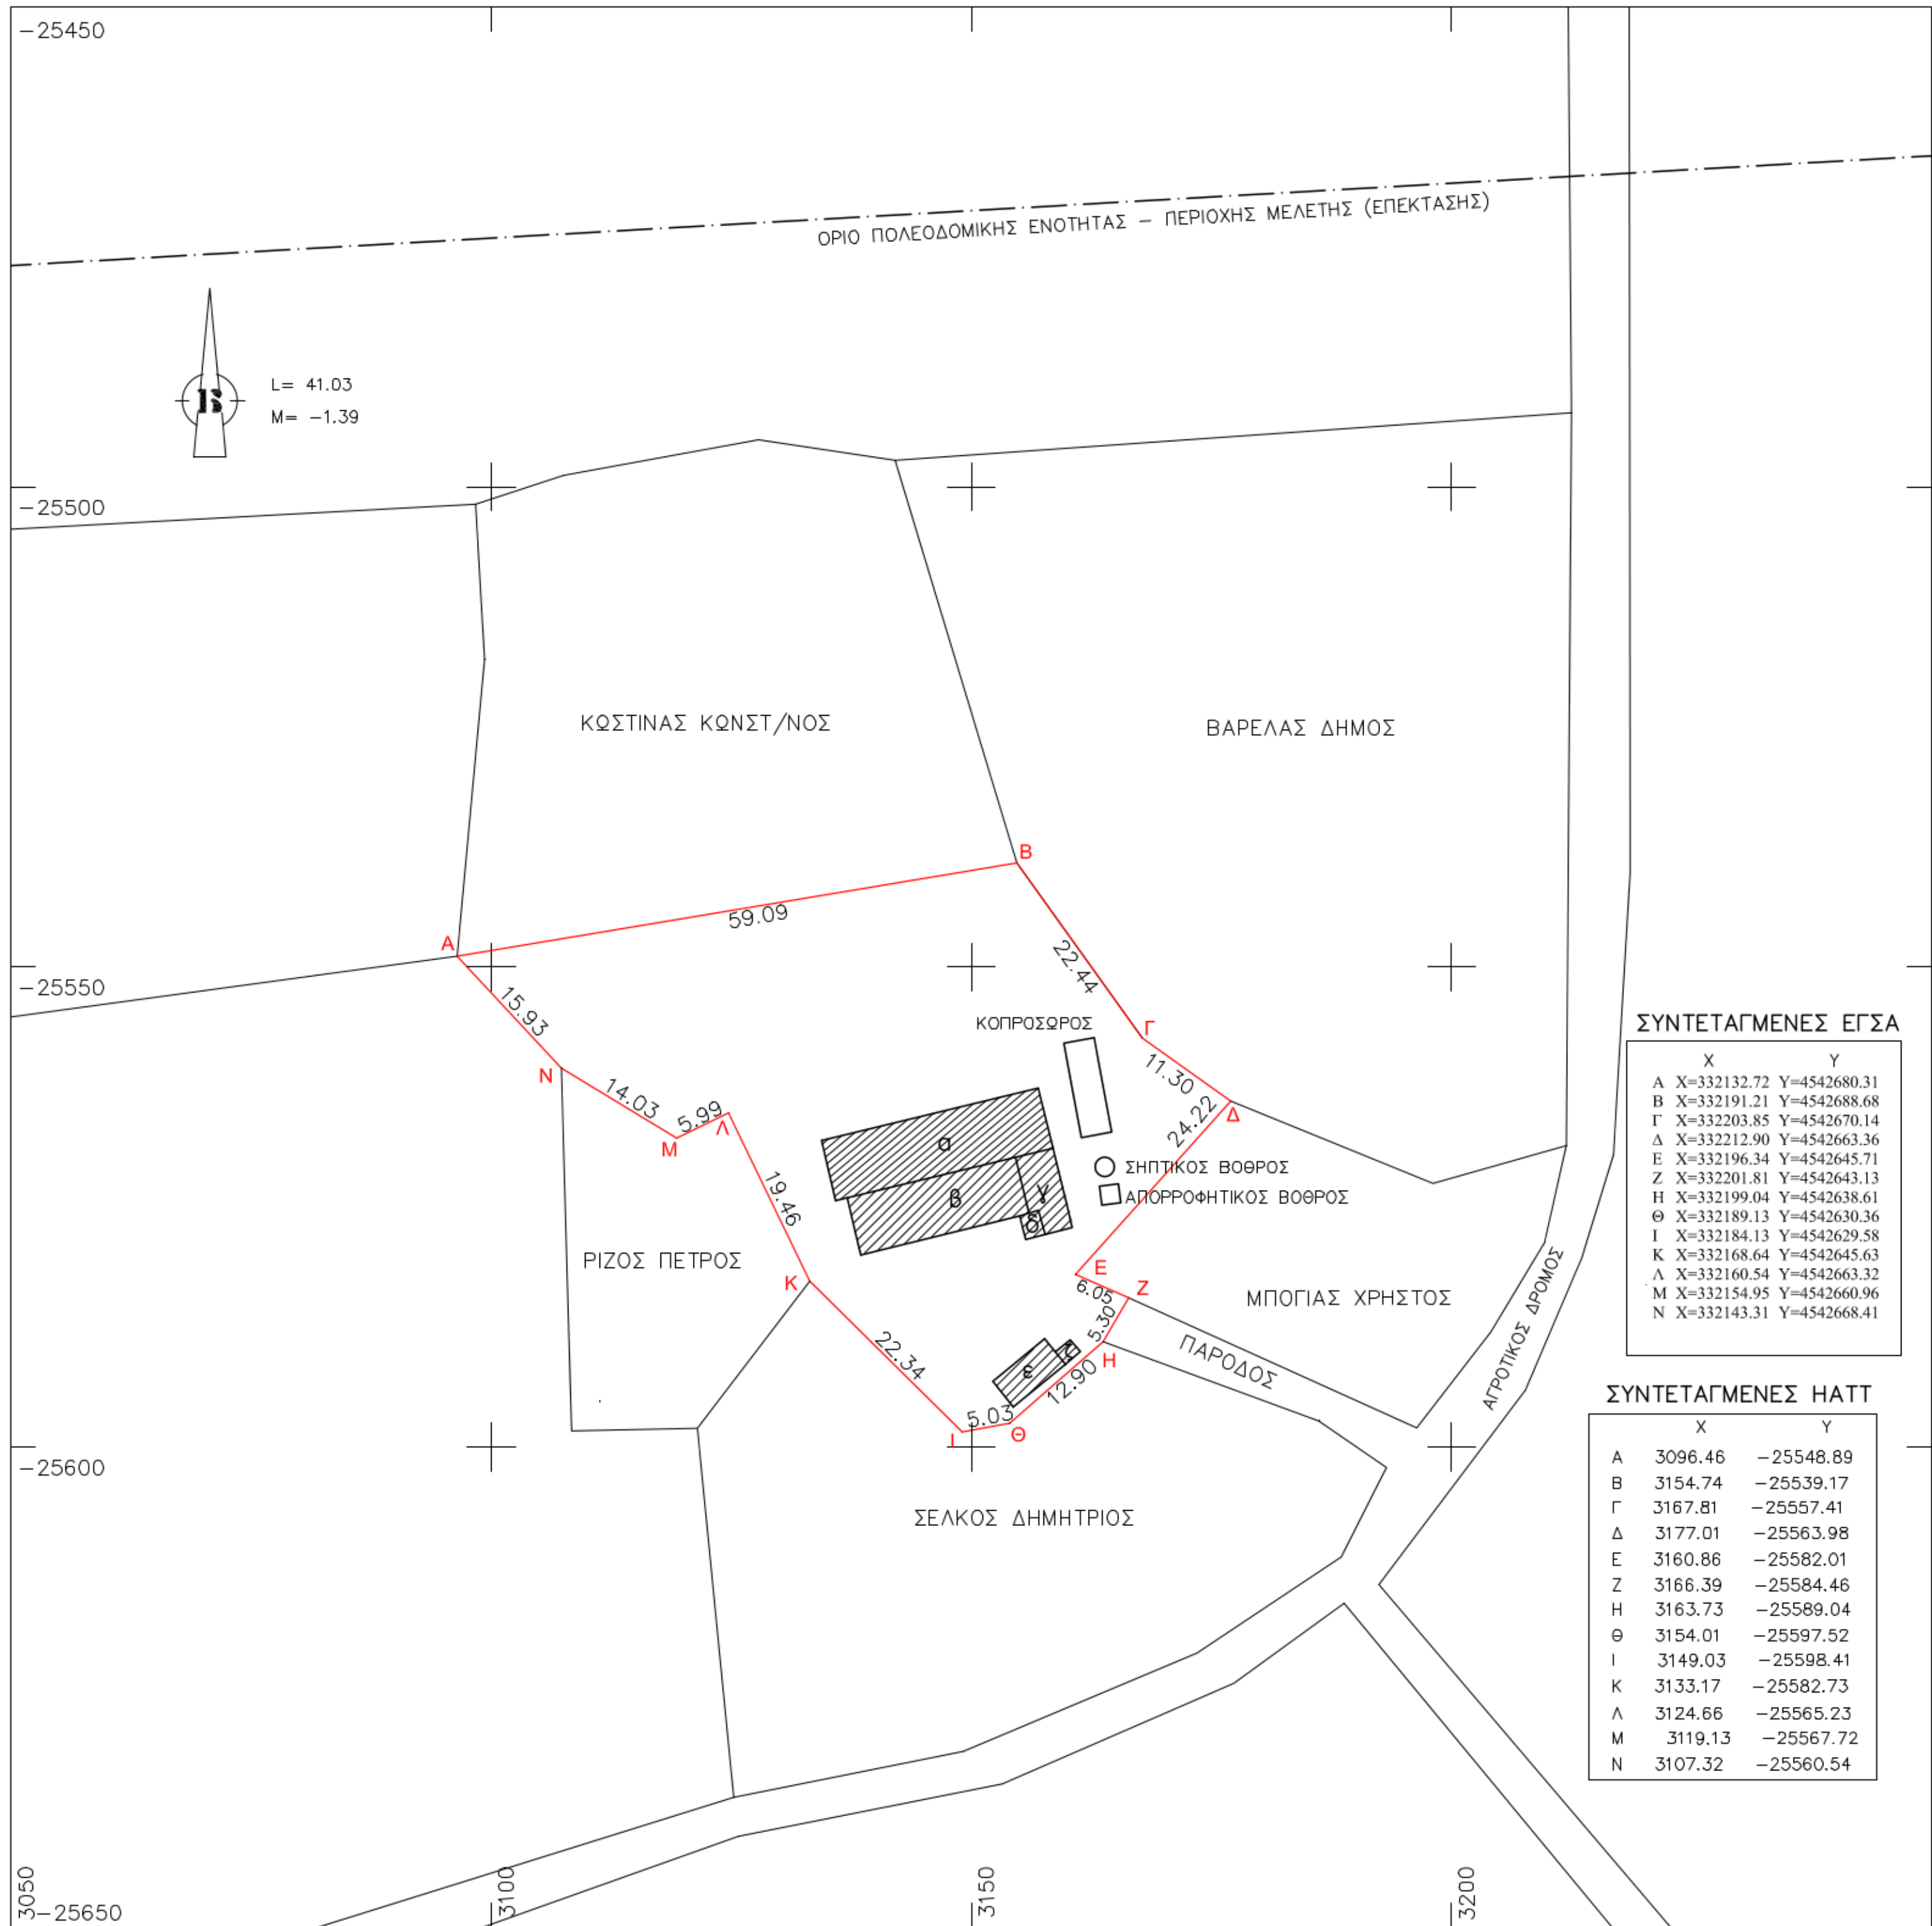 -25450
ΟΡΙΟ ΠΟΛΕΟΔΟΜΙΚΗΣ ΕΝΟΤΗΤΑΣ - ΠΕΡΙΟΧΗΣ ΜΕΛΕΤΗΣ (ΕΠΕΚΤΑΣΗΣ)
Β
L= 41.03
M= -1.39
-25500
ΚΩΣΤΙΝΑΣ ΚΩΝΣΤ/ΝΟΣ
ΒΑΡΕΛΑΣ ΔΗΜΟΣ
Β
59.09
Α
22.44
-25550
15.93
ΚΟΠΡΟΣΩΡΟΣ
Γ
11.30
Ν
14.03
5.99
Λ
Μ
24.22
Δ
α
β
γ
δ
ΣΗΠΤΙΚΟΣ ΒΟΘΡΟΣ
ΑΠΟΡΡΟΦΗΤΙΚΟΣ ΒΟΘΡΟΣ
19.46
ΡΙΖΟΣ ΠΕΤΡΟΣ
Κ
Ε
6.05
Ζ
ΜΠΟΓΙΑΣ ΧΡΗΣΤΟΣ
5.30
Η
22.34
ε
ζ
12.90
ΠΑΡΟΔΟΣ
ΑΓΡΟΤΙΚΟΣ ΔΡΟΜΟΣ
5.03
Ι
Θ
-25600
ΣΕΛΚΟΣ ΔΗΜΗΤΡΙΟΣ
ΣΥΝΤΕΤΑΓΜΕΝΕΣ ΕΓΣΑ
X Y
Α X=332132.72 Y=4542680.31
Β X=332191.21 Y=4542688.68
Γ X=332203.85 Y=4542670.14
Δ X=332212.90 Y=4542663.36
Ε X=332196.34 Y=4542645.71
Ζ X=332201.81 Y=4542643.13
Η X=332199.04 Y=4542638.61
Θ X=332189.13 Y=4542630.36
Ι X=332184.13 Y=4542629.58
Κ X=332168.64 Y=4542645.63
Λ X=332160.54 Y=4542663.32
Μ X=332154.95 Y=4542660.96
Ν X=332143.31 Y=4542668.41
ΣΥΝΤΕΤΑΓΜΕΝΕΣ ΗΑΤΤ
X Y
Α 3096.46 -25548.89
Β 3154.74 -25539.17
Γ 3167.81 -25557.41
Δ 3177.01 -25563.98
Ε 3160.86 -25582.01
Ζ 3166.39 -25584.46
Η 3163.73 -25589.04
Θ 3154.01 -25597.52
Ι 3149.03 -25598.41
Κ 3133.17 -25582.73
Λ 3124.66 -25565.23
Μ 3119.13 -25567.72
Ν 3107.32 -25560.54
3050
3100
3150
3200
-25650